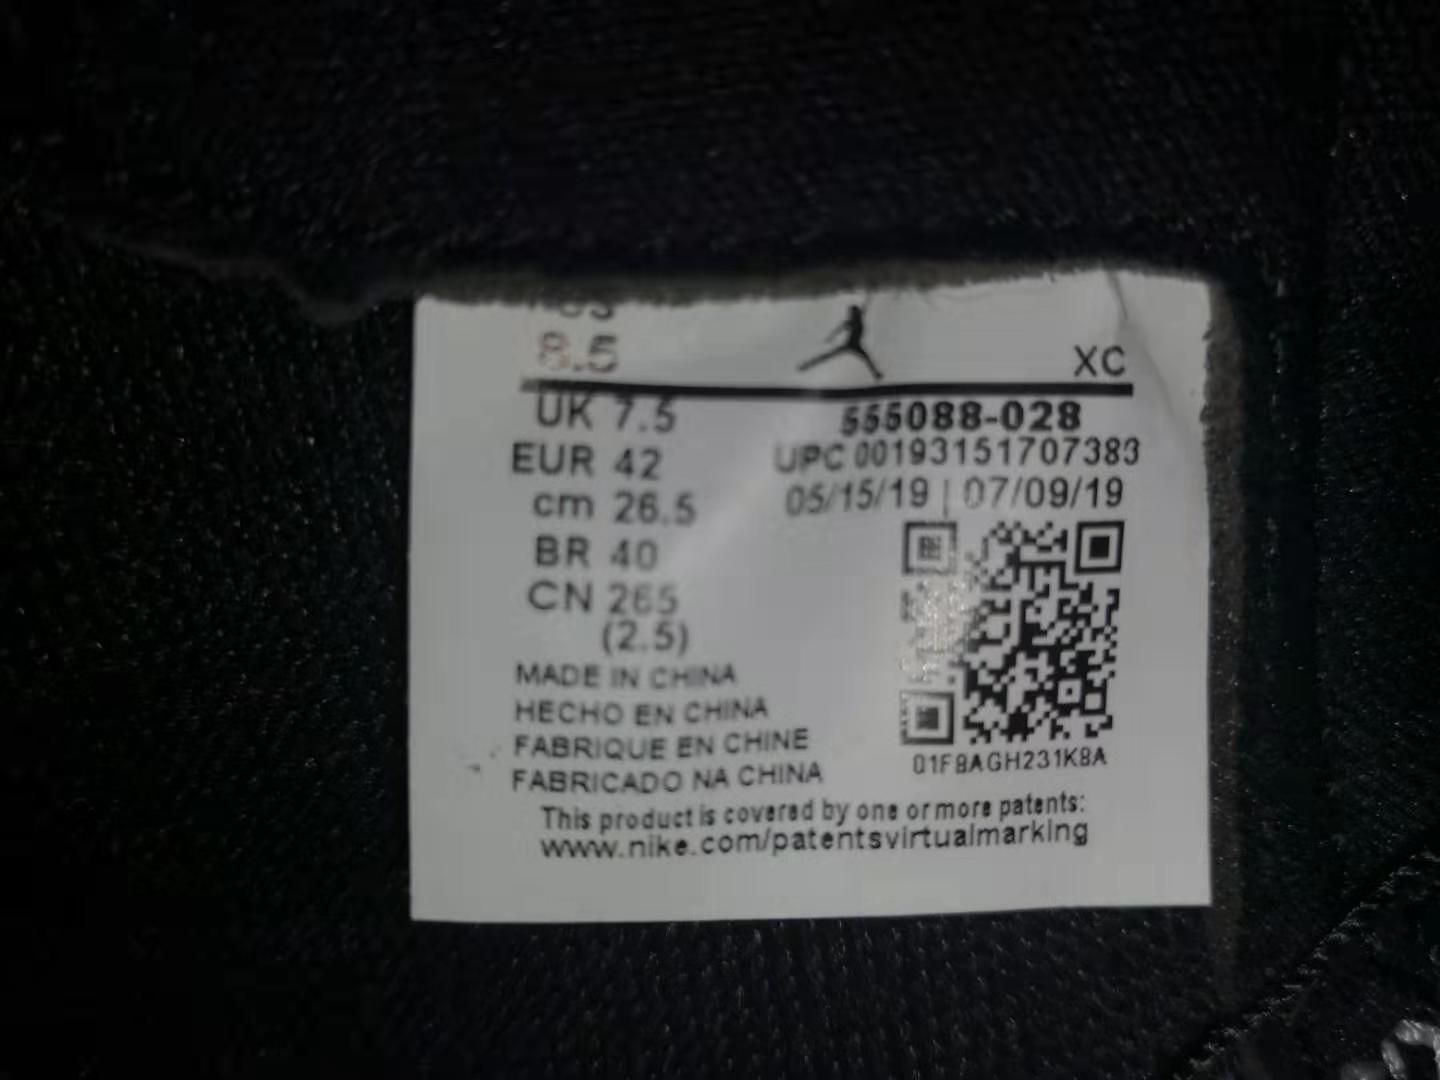 8.5
XC
UK 7.5
555088-028
EUR 42
UPC 00193151707383
cm 26.5
05/15/19 | 07/09/19
BR 40
CN 265
(2.5)
MADE IN CHINA
HECHO EN CHINA
FABRIQUE EN CHINE
FABRICADO NA CHINA
01F8AGH231K8A
This product is covered by one or more patents:
www.nike.com/patentsvirtualmarking